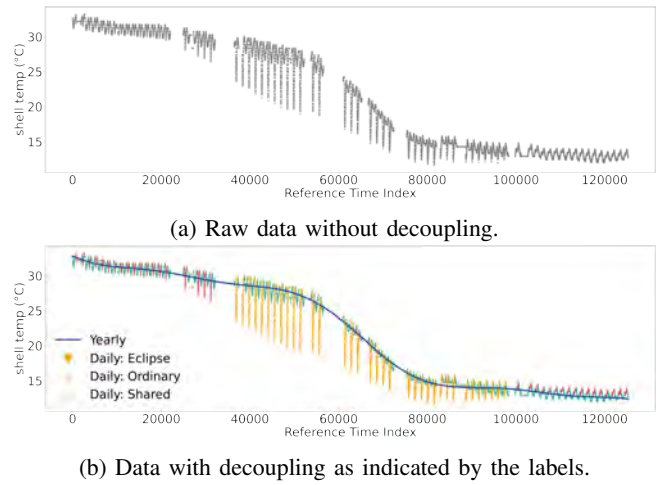 30
25
20
15
shell temp (°C)
0 20000 40000 60000 80000 100000 120000
Reference Time Index
(a) Raw data without decoupling.
30
25
20
15
shell temp (°C)
Yearly
Daily: Eclipse
Daily: Ordinary
Daily: Shared
0 20000 40000 60000 80000 100000 120000
Reference Time Index
(b) Data with decoupling as indicated by the labels.